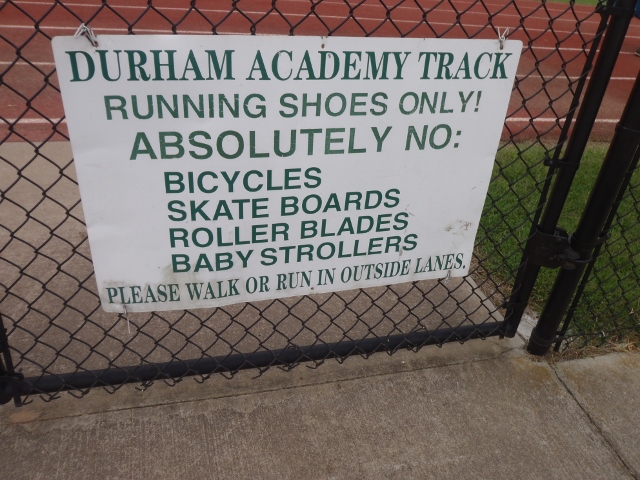 DURHAM ACADEMY TRACK
RUNNING SHOES ONLY!
ABSOLUTELY NO:
BICYCLES
SKATE BOARDS
ROLLER BLADES
BABY STROLLERS
PLEASE WALK OR RUN IN OUTSIDE LANES.